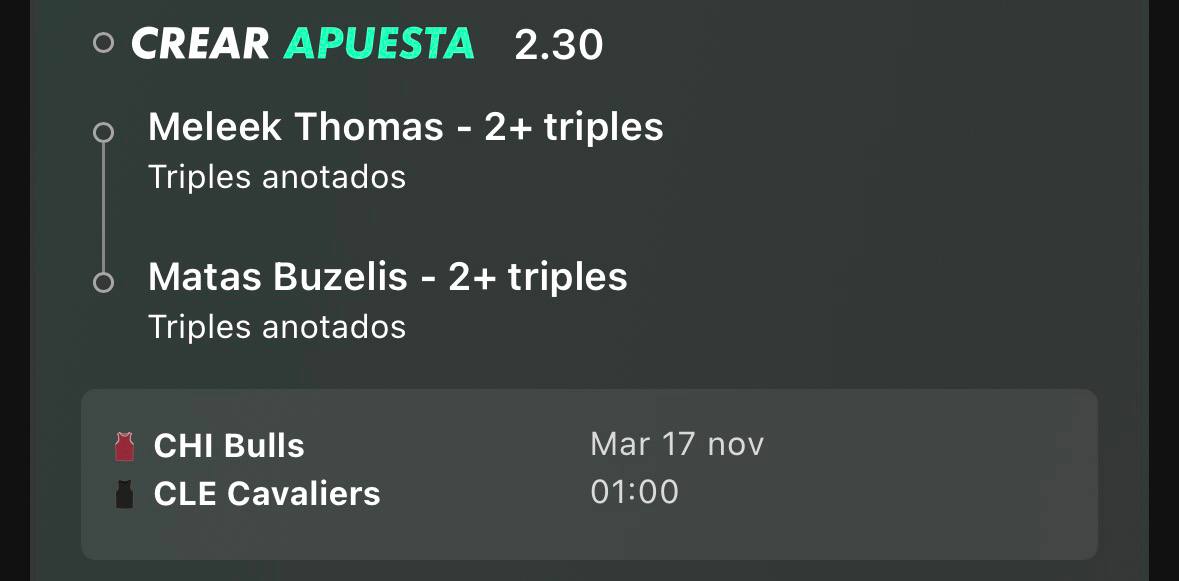 CREAR APUESTA 2.30
Meleek Thomas - 2+ triples
Triples anotados
Matas Buzelis - 2+ triples
Triples anotados
CHI Bulls Mar 17 nov
CLE Cavaliers 01:00